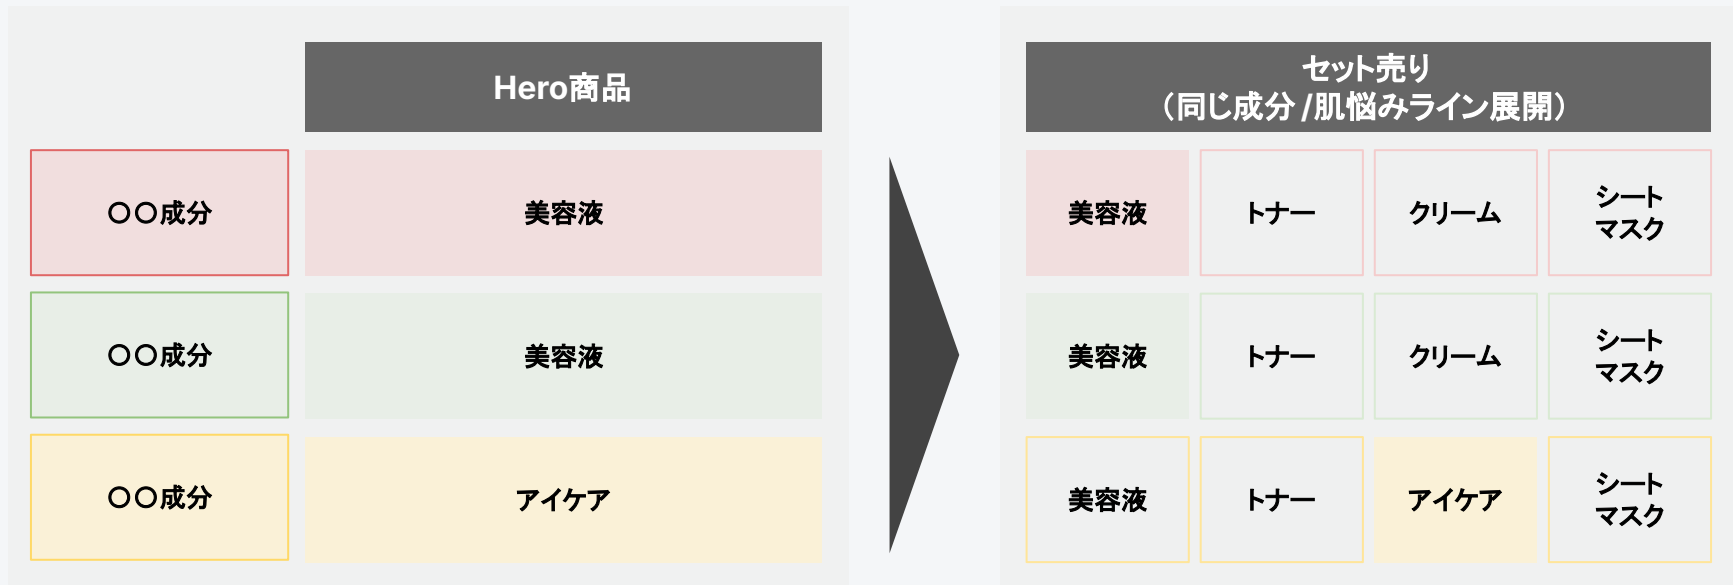 Hero商品
セット売り
（同じ成分/肌悩みライン展開）
〇〇成分
美容液
美容液
トナー
クリーム
シート
マスク
〇〇成分
美容液
美容液
トナー
クリーム
シート
マスク
〇〇成分
アイケア
美容液
トナー
アイケア
シート
マスク